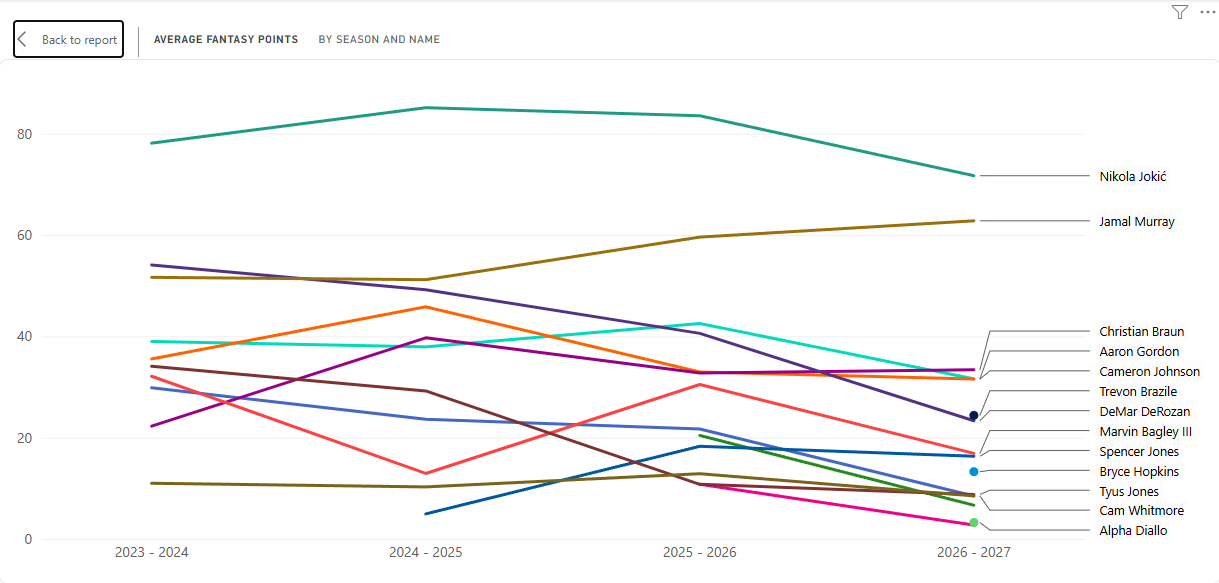 Back to report
AVERAGE FANTASY POINTS BY SEASON AND NAME
80
60
40
20
0
2023 - 2024 2024 - 2025 2025 - 2026 2026 - 2027
Nikola Jokić
Jamal Murray
Christian Braun
Aaron Gordon
Cameron Johnson
Trevon Brazile
DeMar DeRozan
Marvin Bagley III
Spencer Jones
Bryce Hopkins
Tyus Jones
Cam Whitmore
Alpha Diallo